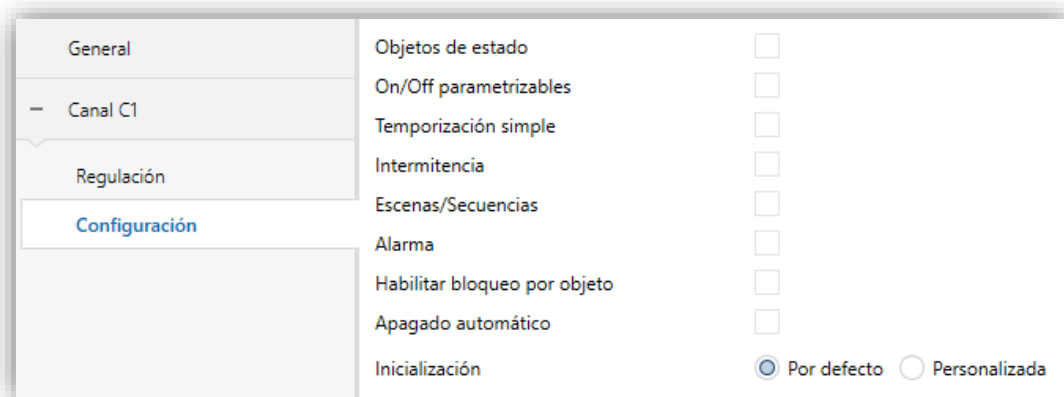 General
− Canal C1
Regulación
Configuración
Objetos de estado
On/Off parametrizables
Temporización simple
Intermitencia
Escenas/Secuencias
Alarma
Habilitar bloqueo por objeto
Apagado automático
Inicialización Por defecto Personalizada